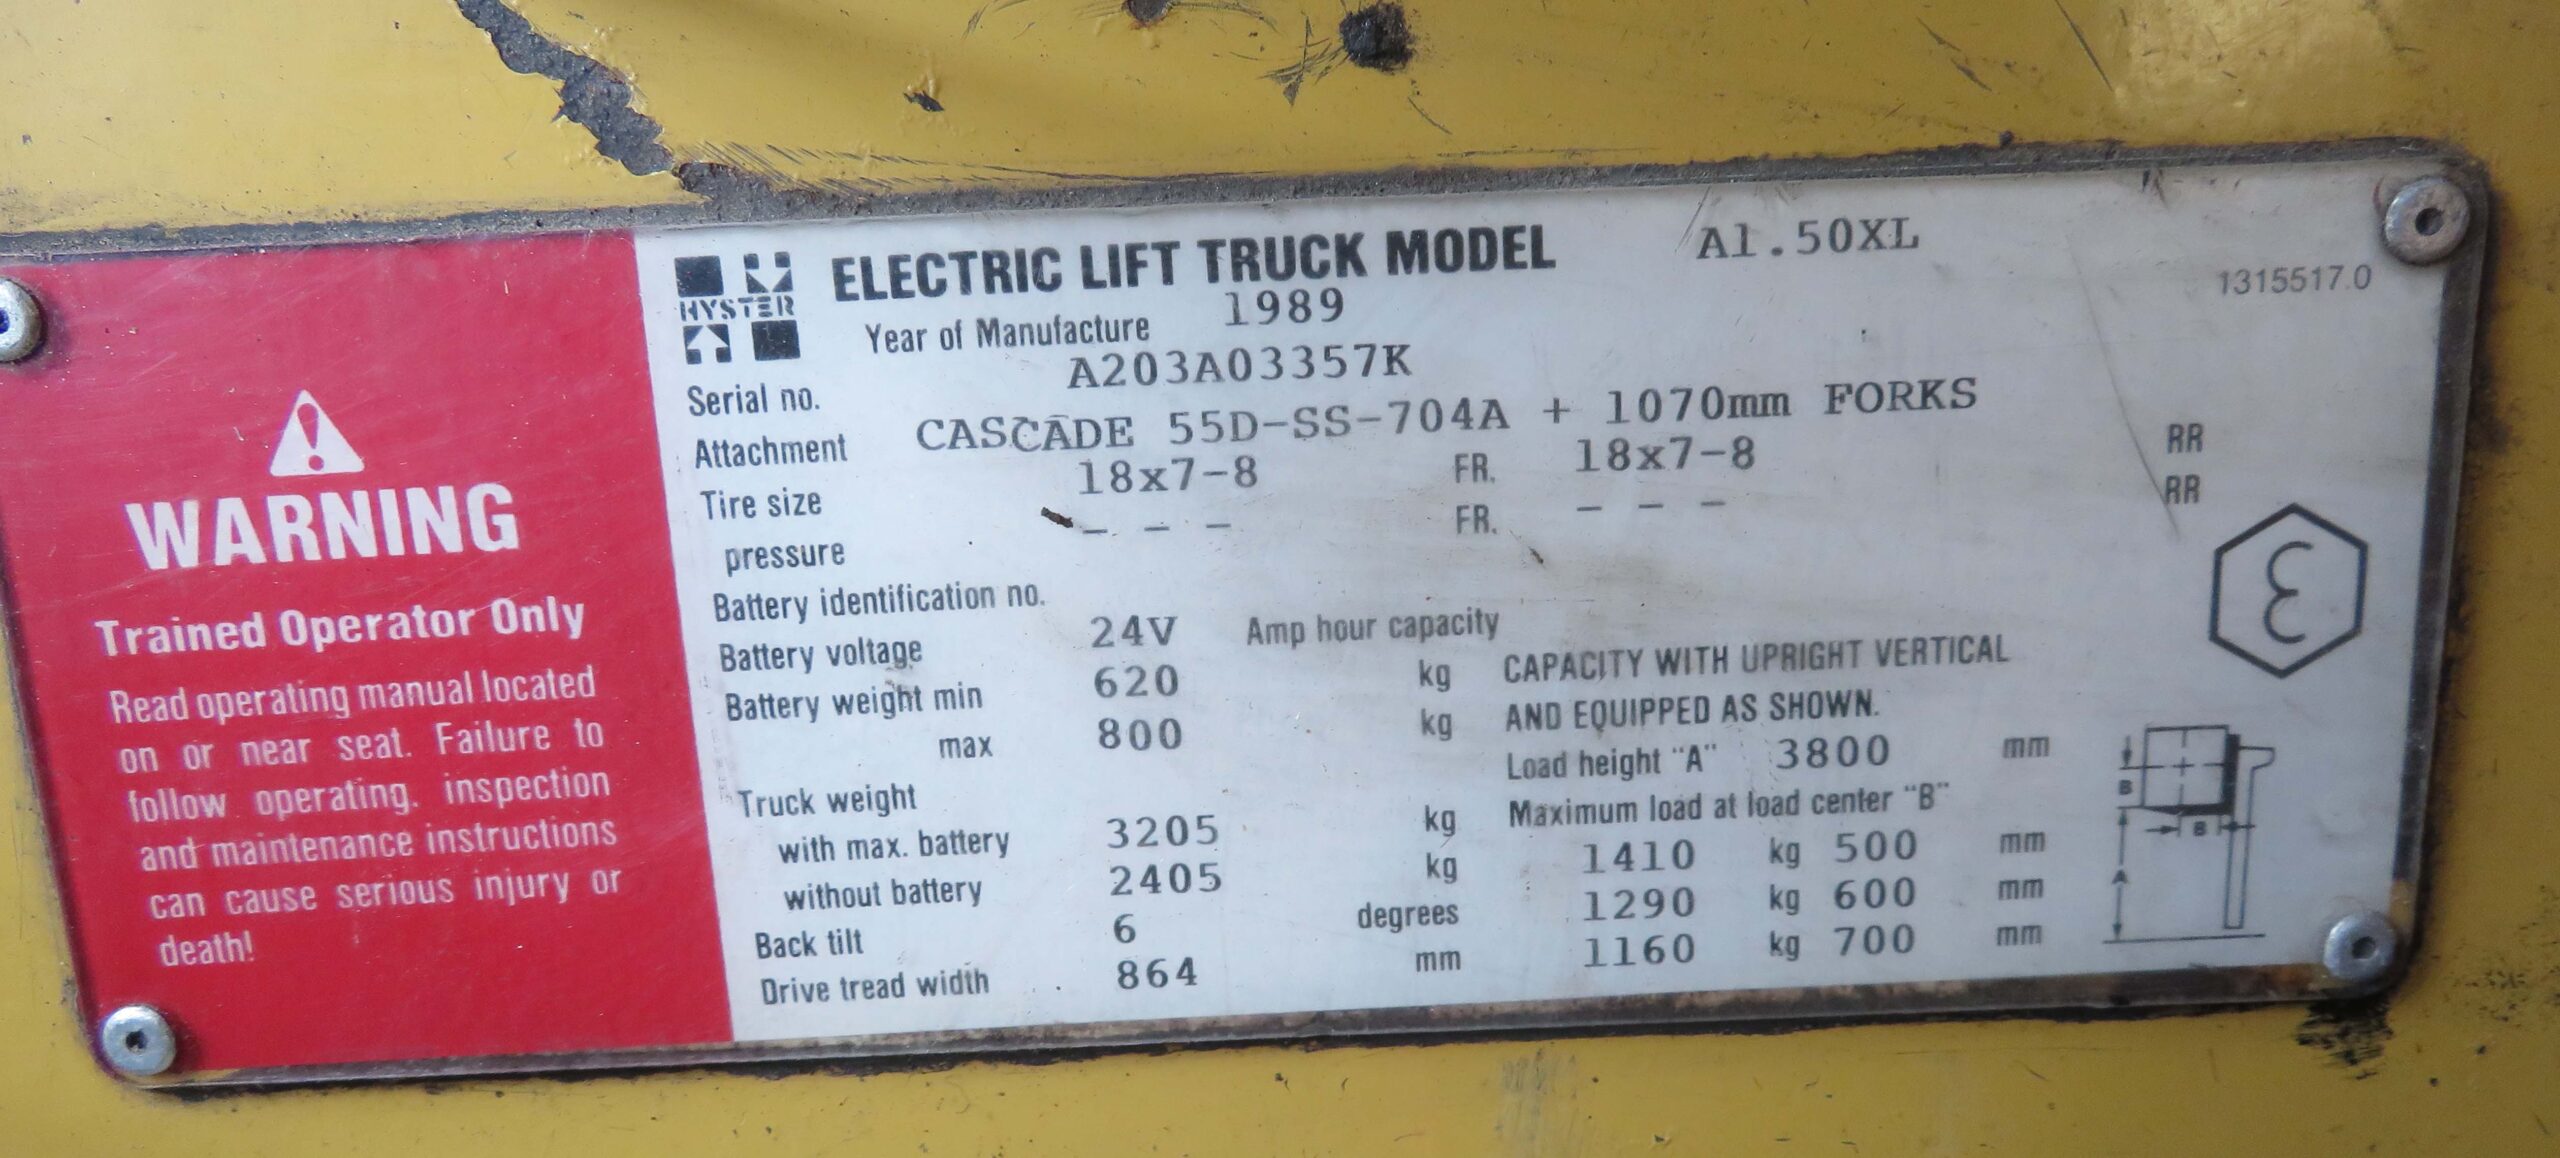 WARNING
Trained Operator Only
Read operating manual located
on or near seat. Failure to
follow operating, inspection
and maintenance instructions
can cause serious injury or
death!
HYSTER
ELECTRIC LIFT TRUCK MODEL A1.50XL
1315517.0
Year of Manufacture 1989
Serial no. A203A03357K
Attachment CASCADE 55D-SS-704A + 1070mm FORKS
Tire size 18x7-8 FR. 18x7-8 RR
pressure - - - FR. - - - RR
Battery identification no.
Battery voltage 24V Amp hour capacity
Battery weight min 620 kg
max 800 kg
Truck weight
with max. battery 3205 kg
without battery 2405 kg
Back tilt 6 degrees
Drive tread width 864 mm
CAPACITY WITH UPRIGHT VERTICAL
AND EQUIPPED AS SHOWN.
Load height "A" 3800 mm
Maximum load at load center "B"
1410 kg 500 mm
1290 kg 600 mm
1160 kg 700 mm
Ɛ
B
B
A